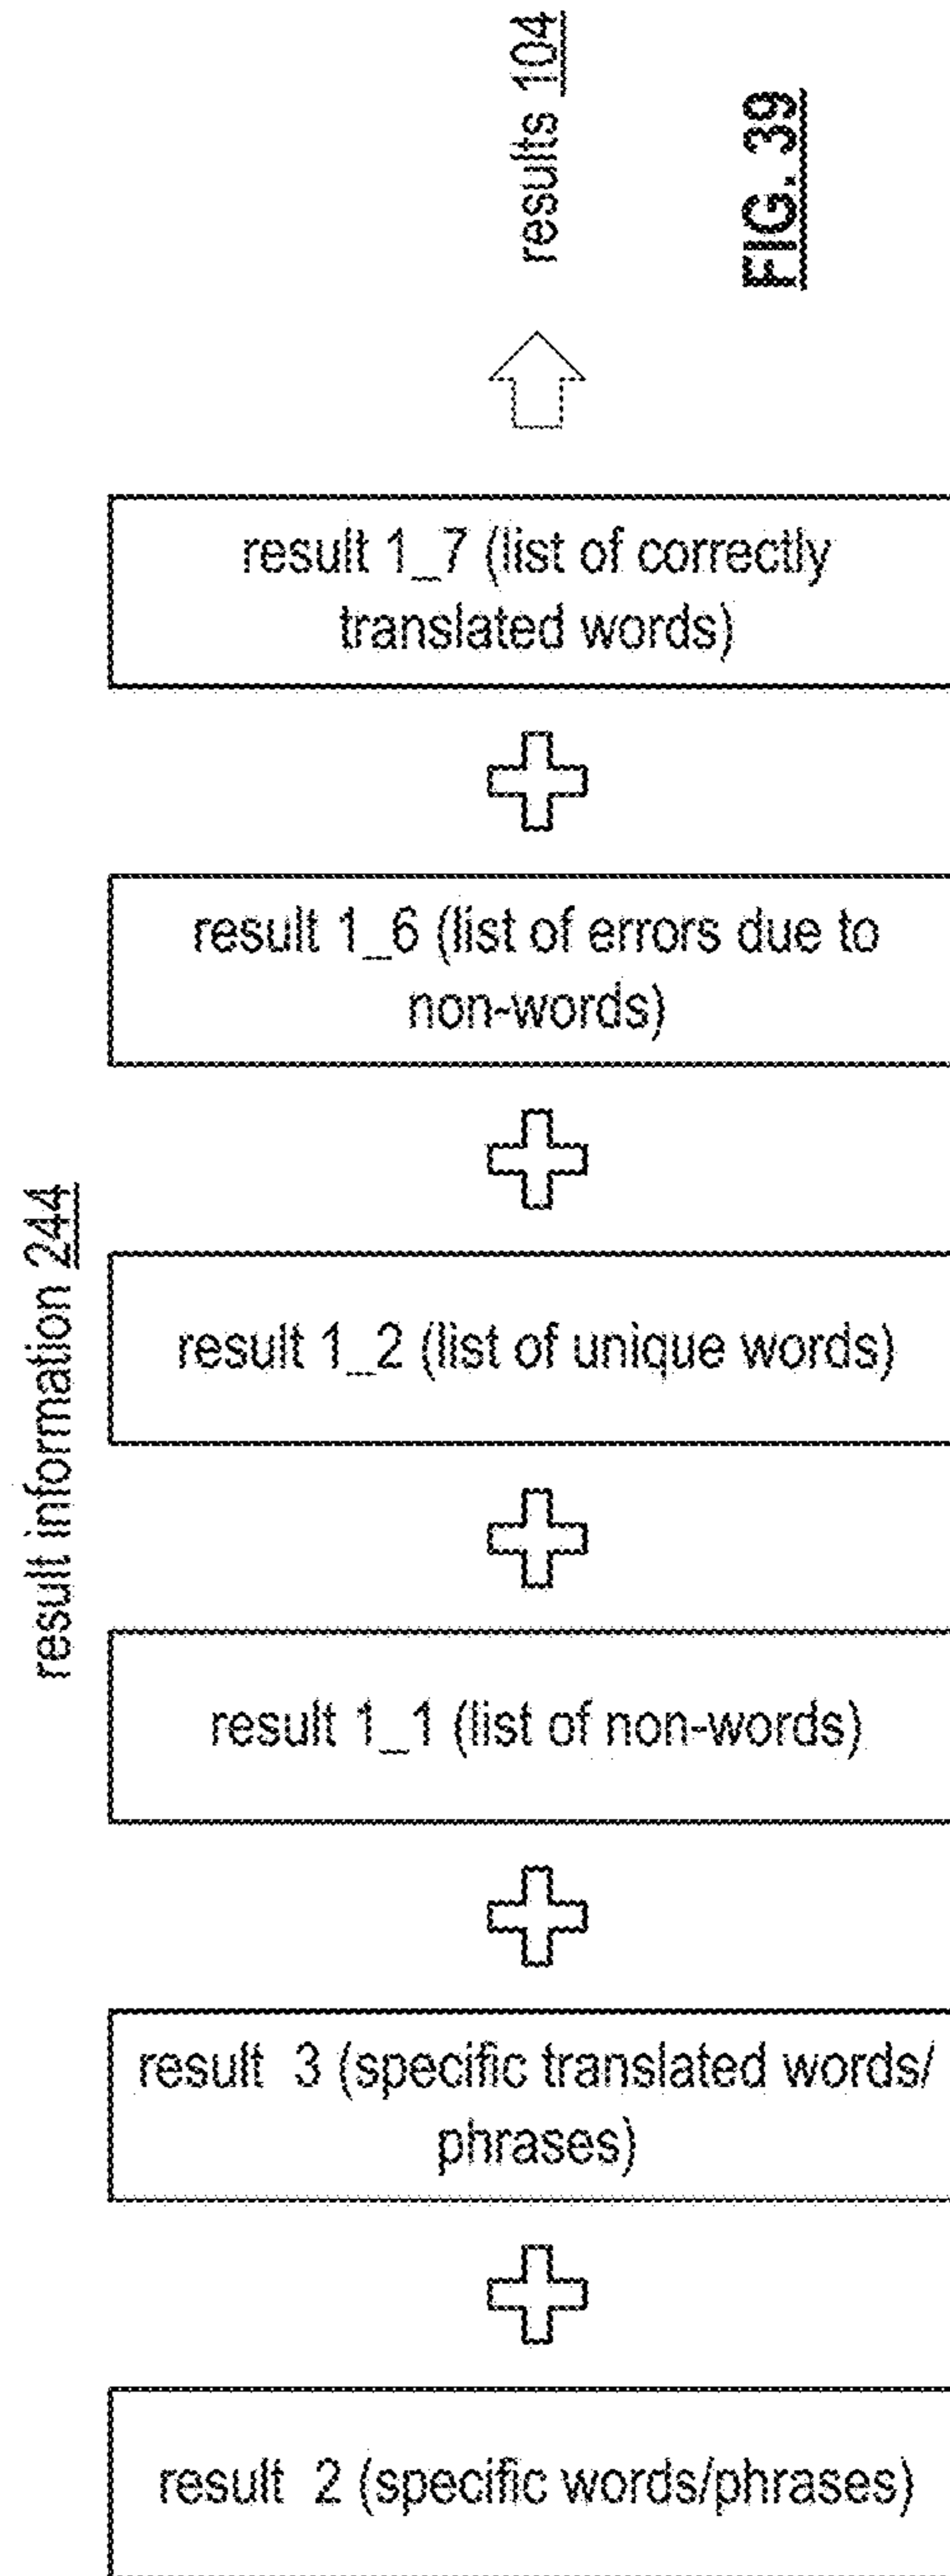 results 104
FIG. 39
result 1_7 (list of correctly
translated words)
result 1_6 (list of errors due to
non-words)
result information 244
result 1_2 (list of unique words)
result 1_1 (list of non-words)
result 3 (specific translated words/
phrases)
result 2 (specific words/phrases)